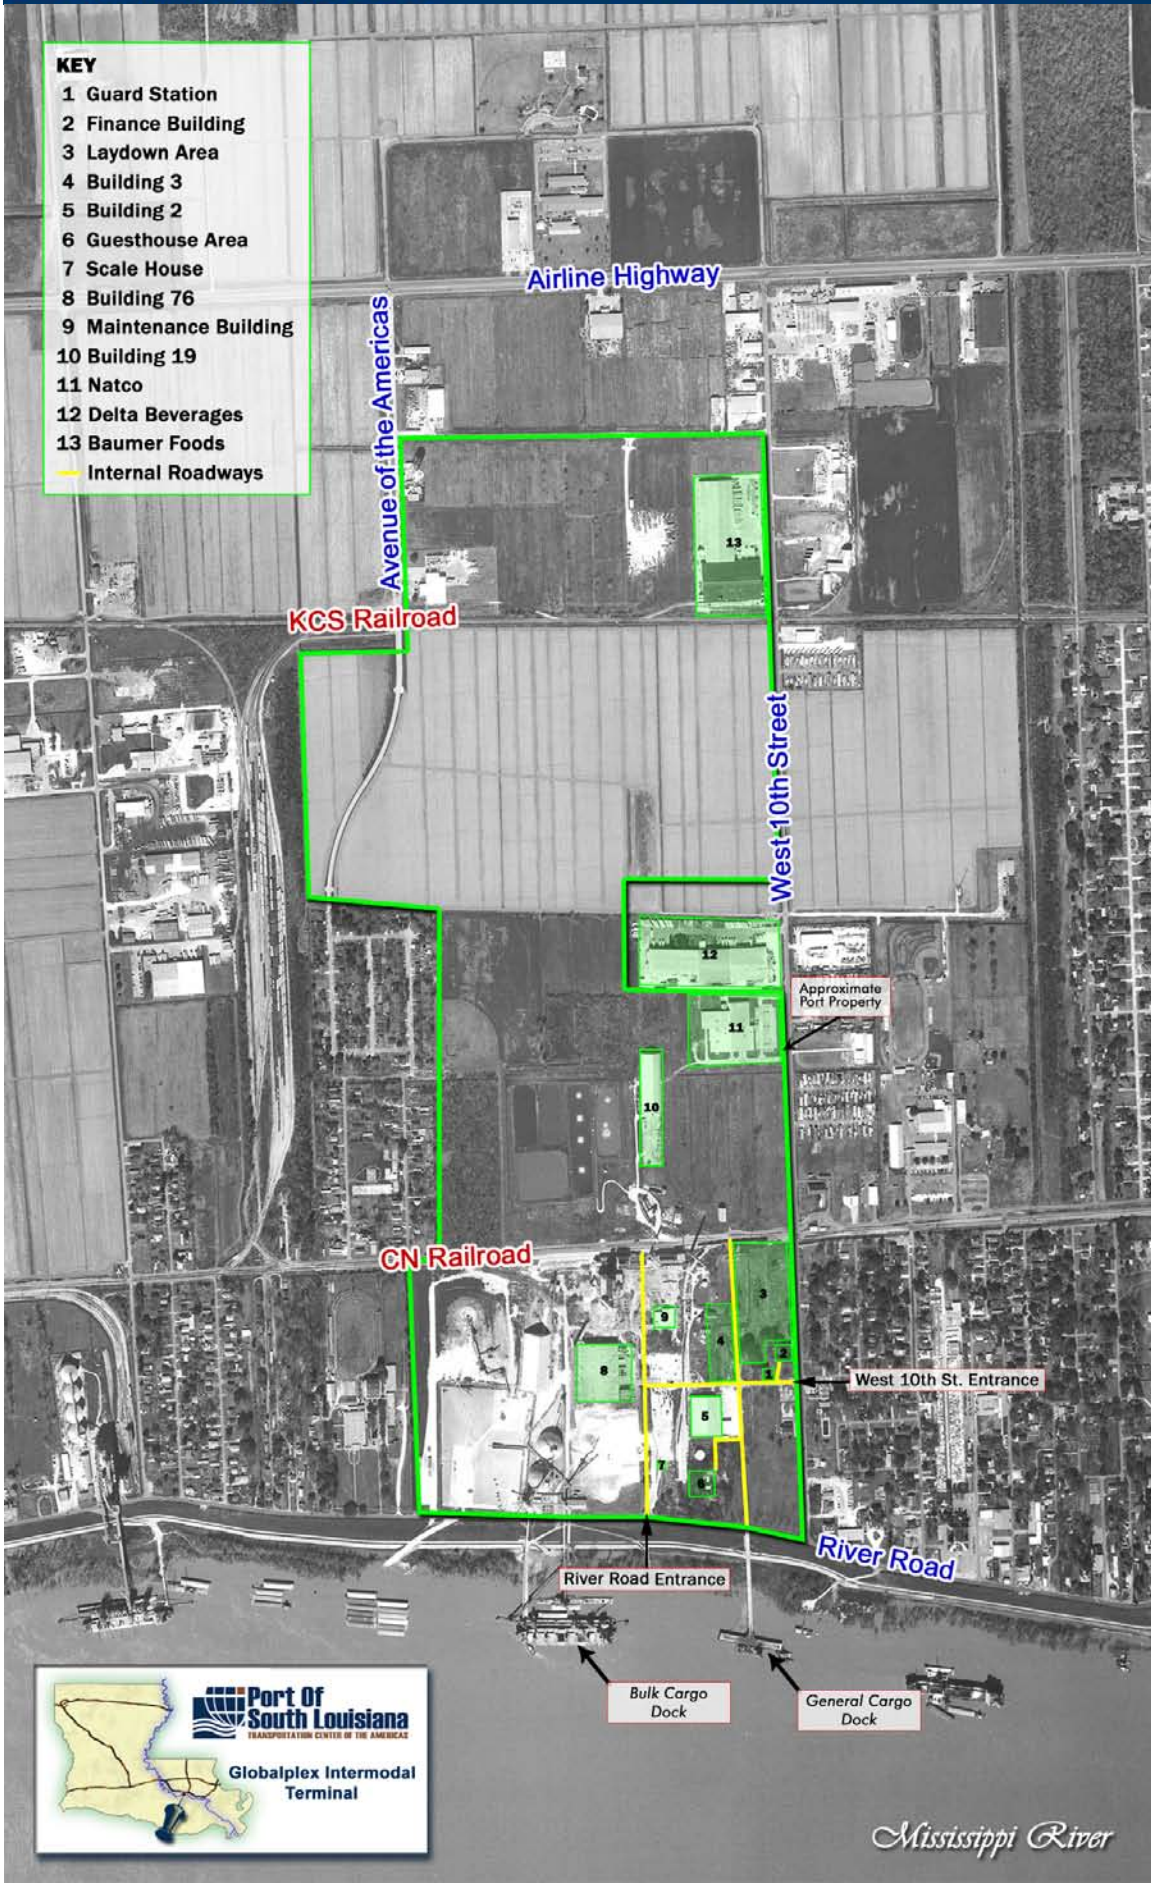 KEY
1 Guard Station
2 Finance Building
3 Laydown Area
4 Building 3
5 Building 2
6 Guesthouse Area
7 Scale House
8 Building 76
9 Maintenance Building
10 Building 19
11 Natco
12 Delta Beverages
13 Baumer Foods
Internal Roadways
Airline Highway
Avenue of the Americas
13
KCS Railroad
West 10th Street
12
Approximate
Port Property
11
10
CN Railroad
3
9
4
2
8
1
West 10th St. Entrance
5
7
6
River Road
River Road Entrance
Bulk Cargo
Dock
General Cargo
Dock
Port Of
South Louisiana
TRANSPORTATION CENTER OF THE AMERICAS
Globalplex Intermodal
Terminal
Mississippi River